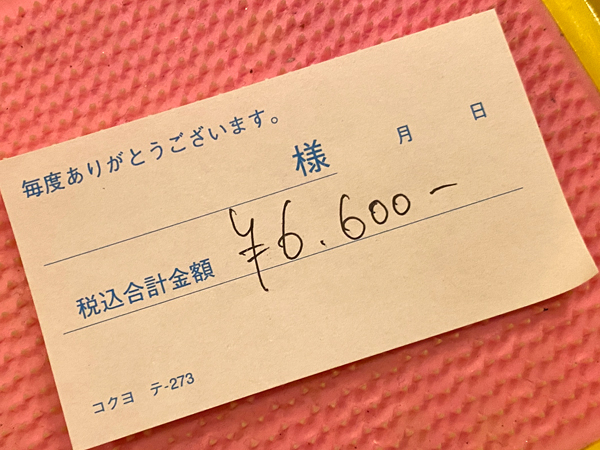 毎度ありがとうございます。
様 月 日
税込合計金額 ¥6.600−
コクヨ テ-273